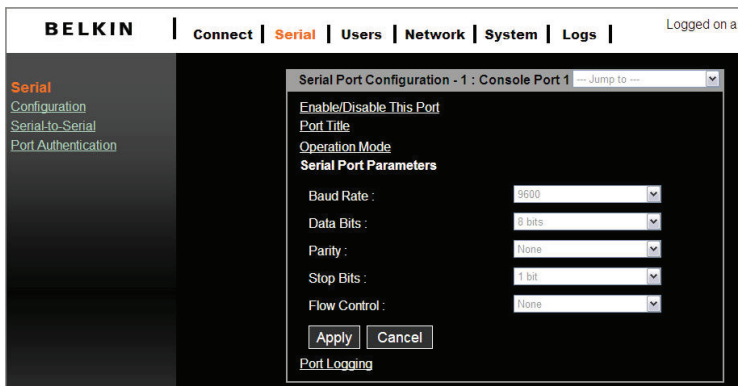 BELKIN | Connect | Serial | Users | Network | System | Logs | Logged on a
Serial
Configuration
Serial-to-Serial
Port Authentication
Serial Port Configuration - 1 : Console Port 1 --- Jump to ---
Enable/Disable This Port
Port Title
Operation Mode
Serial Port Parameters
Baud Rate : 9600
Data Bits : 8 bits
Parity : None
Stop Bits : 1 bit
Flow Control : None
Apply Cancel
Port Logging